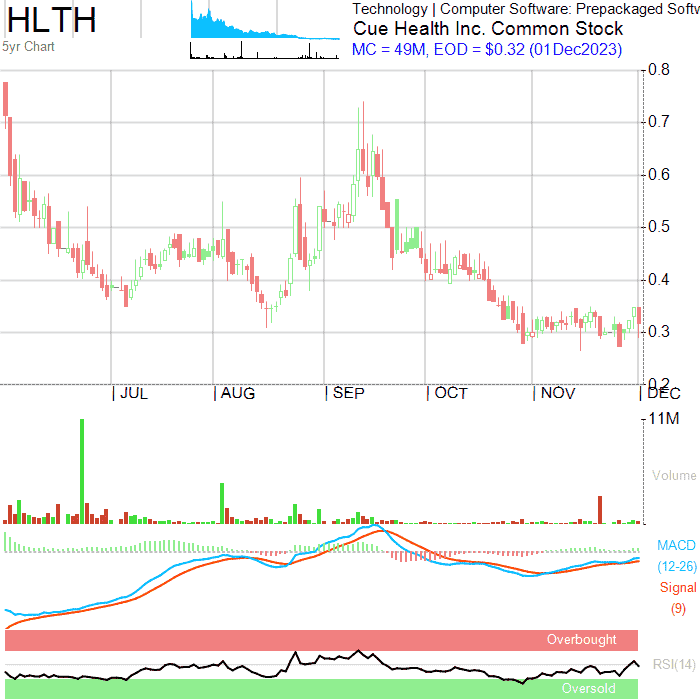 HLTH
5yr Chart
Technology | Computer Software: Prepackaged Softw
Cue Health Inc. Common Stock
MC = 49M, EOD = $0.32 (01Dec2023)
0.8
0.7
0.6
0.5
0.4
0.3
0.2
| JUL | AUG | SEP | OCT | NOV | DEC
11M
Volume
MACD
(12-26)
Signal
(9)
Overbought
RSI(14)
Oversold